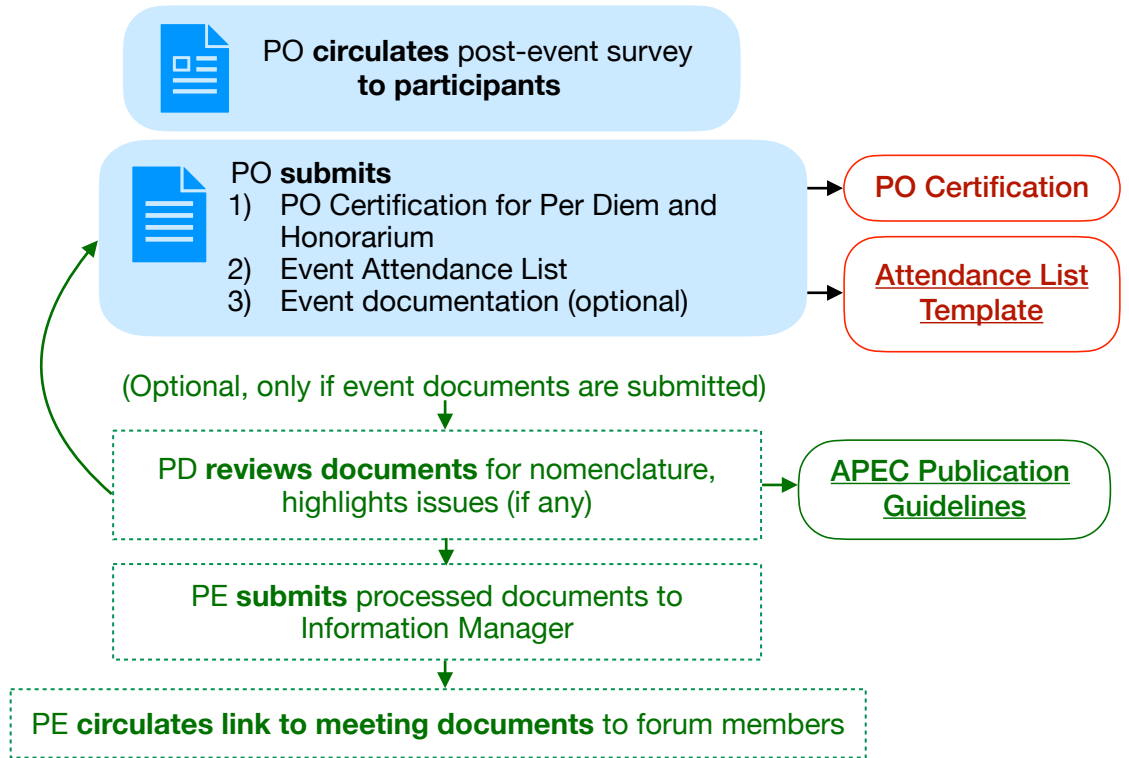 PO circulates post-event survey
to participants
PO submits
1) PO Certification for Per Diem and
Honorarium
2) Event Attendance List
3) Event documentation (optional)
PO Certification
Attendance List
Template
(Optional, only if event documents are submitted)
PD reviews documents for nomenclature,
highlights issues (if any)
APEC Publication
Guidelines
PE submits processed documents to
Information Manager
PE circulates link to meeting documents to forum members